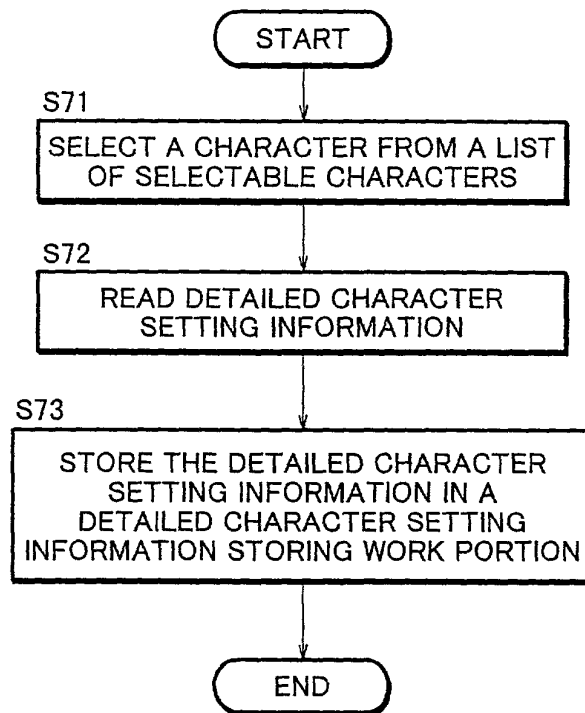 START
S71
SELECT A CHARACTER FROM A LIST
OF SELECTABLE CHARACTERS
S72
READ DETAILED CHARACTER
SETTING INFORMATION
S73
STORE THE DETAILED CHARACTER
SETTING INFORMATION IN A
DETAILED CHARACTER SETTING
INFORMATION STORING WORK PORTION
END